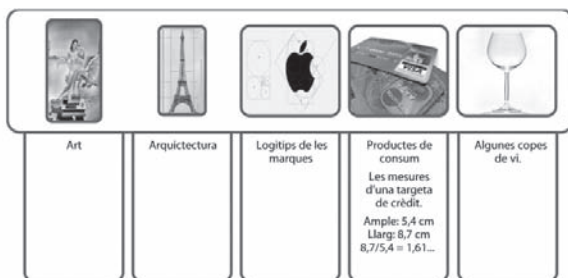 Art
Arquictectura
Logitips de les
marques
Productes de
consum
Les mesures
d'una targeta
de crèdit.
Ample: 5,4 cm
Llarg: 8,7 cm
8,7/5,4 = 1,61...
Algunes copes
de vi.